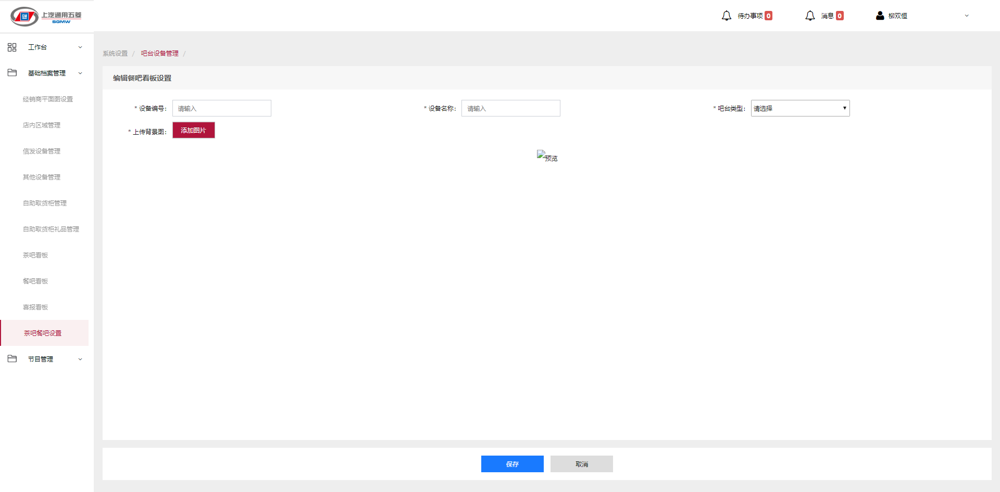 上汽通用五菱
SGMW
GM
待办事项 0
消息 0
柳双恒
工作台
基础档案管理
经销商平面图设置
店内区域管理
信发设备管理
其他设备管理
自助取货柜管理
自助取货柜礼品管理
茶吧看板
餐吧看板
喜报看板
茶吧餐吧设置
节目管理
系统设置 / 吧台设备管理 /
编辑餐吧看板设置
* 设备编号: 请输入
* 设备名称: 请输入
* 吧台类型: 请选择
* 上传背景图: 添加图片
预览
保存
取消